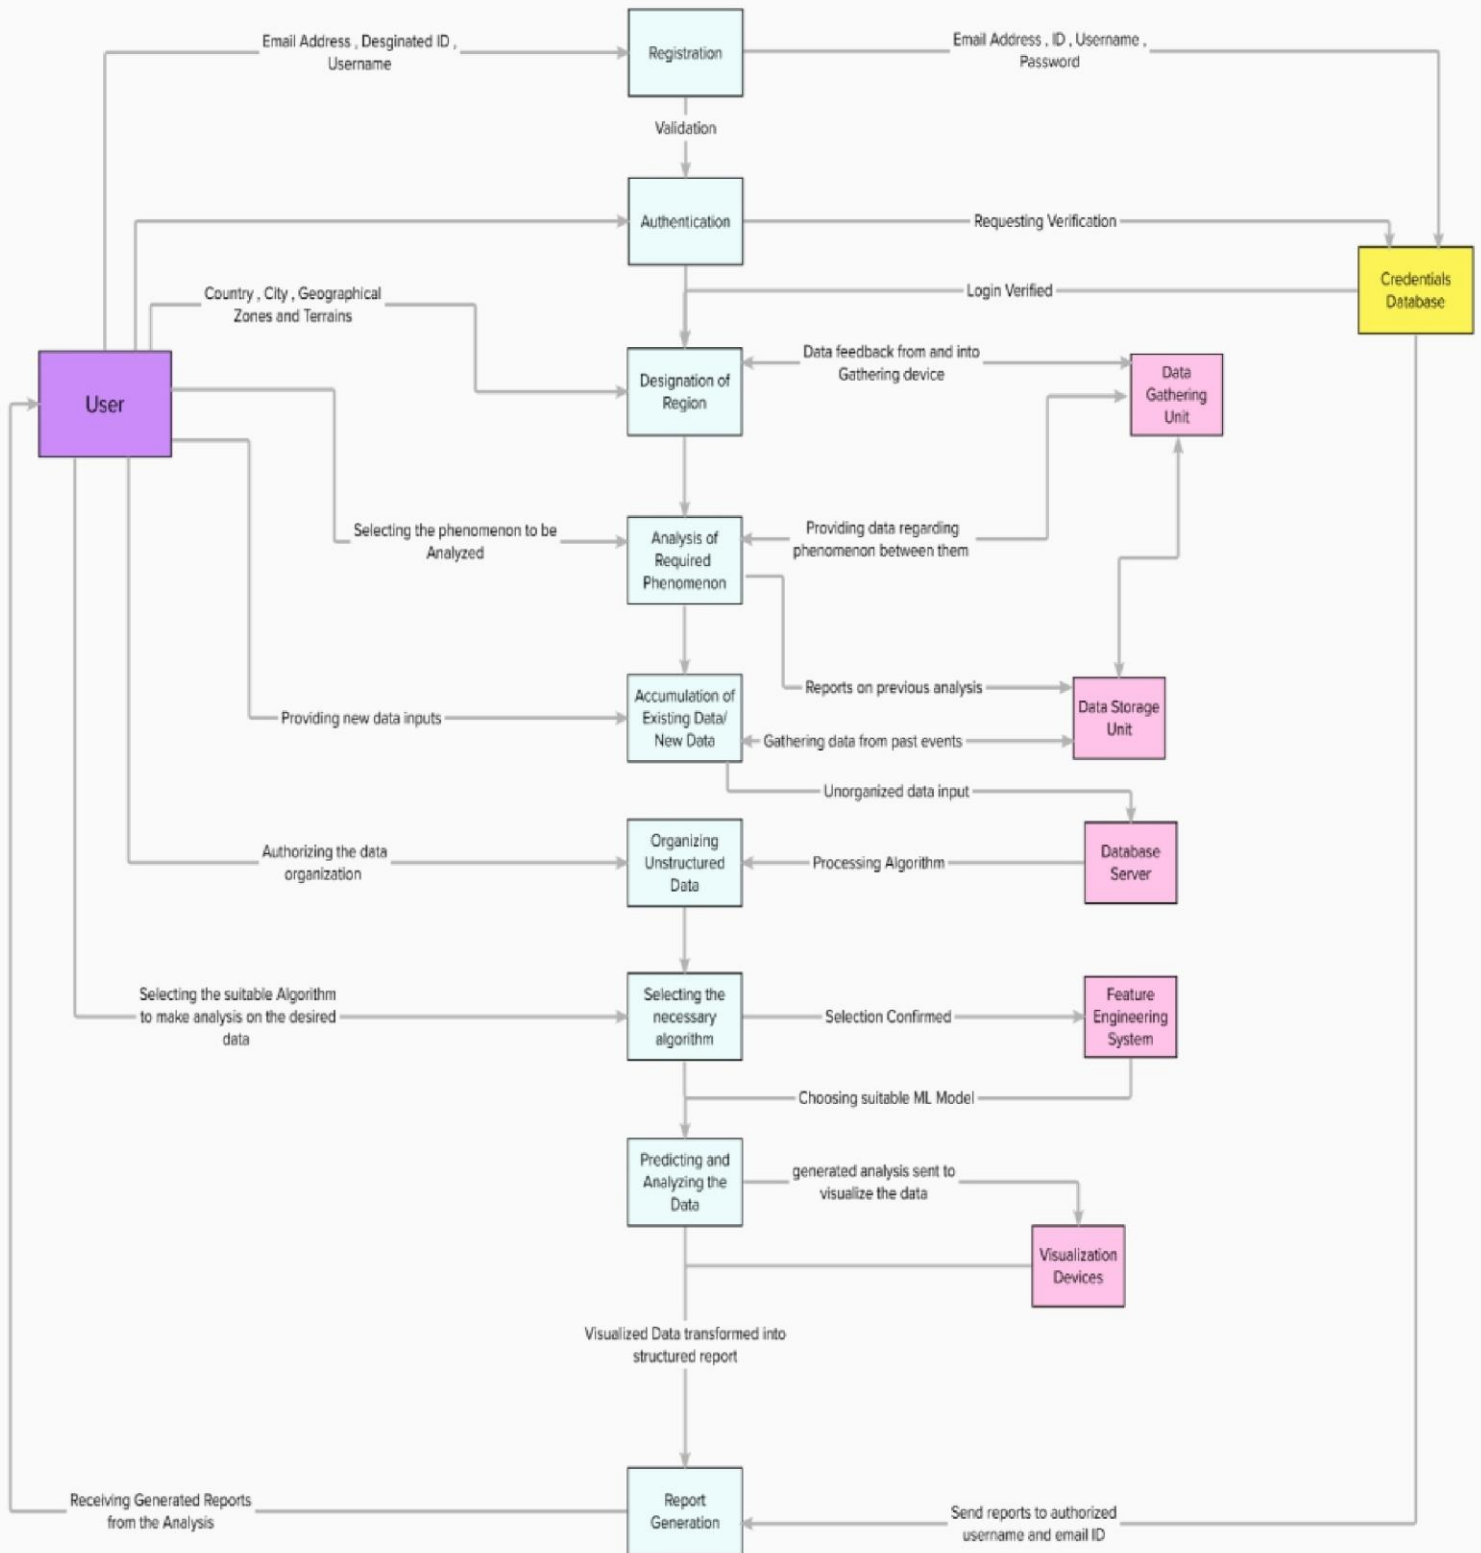 Email Address , Desginated ID ,
Username
Registration
Email Address , ID , Username ,
Password
Validation
Authentication
Requesting Verification
Credentials
Database
Login Verified
Country , City , Geographical
Zones and Terrains
User
Designation of
Region
Data feedback from and into
Gathering device
Data
Gathering
Unit
Selecting the phenomenon to be
Analyzed
Analysis of
Required
Phenomenon
Providing data regarding
phenomenon between them
Reports on previous analysis
Accumulation of
Existing Data/
New Data
Data Storage
Unit
Providing new data inputs
Gathering data from past events
Unorganized data input
Authorizing the data
organization
Organizing
Unstructured
Data
Processing Algorithm
Database
Server
Selecting the suitable Algorithm
to make analysis on the desired
data
Selecting the
necessary
algorithm
Selection Confirmed
Feature
Engineering
System
Choosing suitable ML Model
Predicting and
Analyzing the
Data
generated analysis sent to
visualize the data
Visualization
Devices
Visualized Data transformed into
structured report
Receiving Generated Reports
from the Analysis
Report
Generation
Send reports to authorized
username and email ID